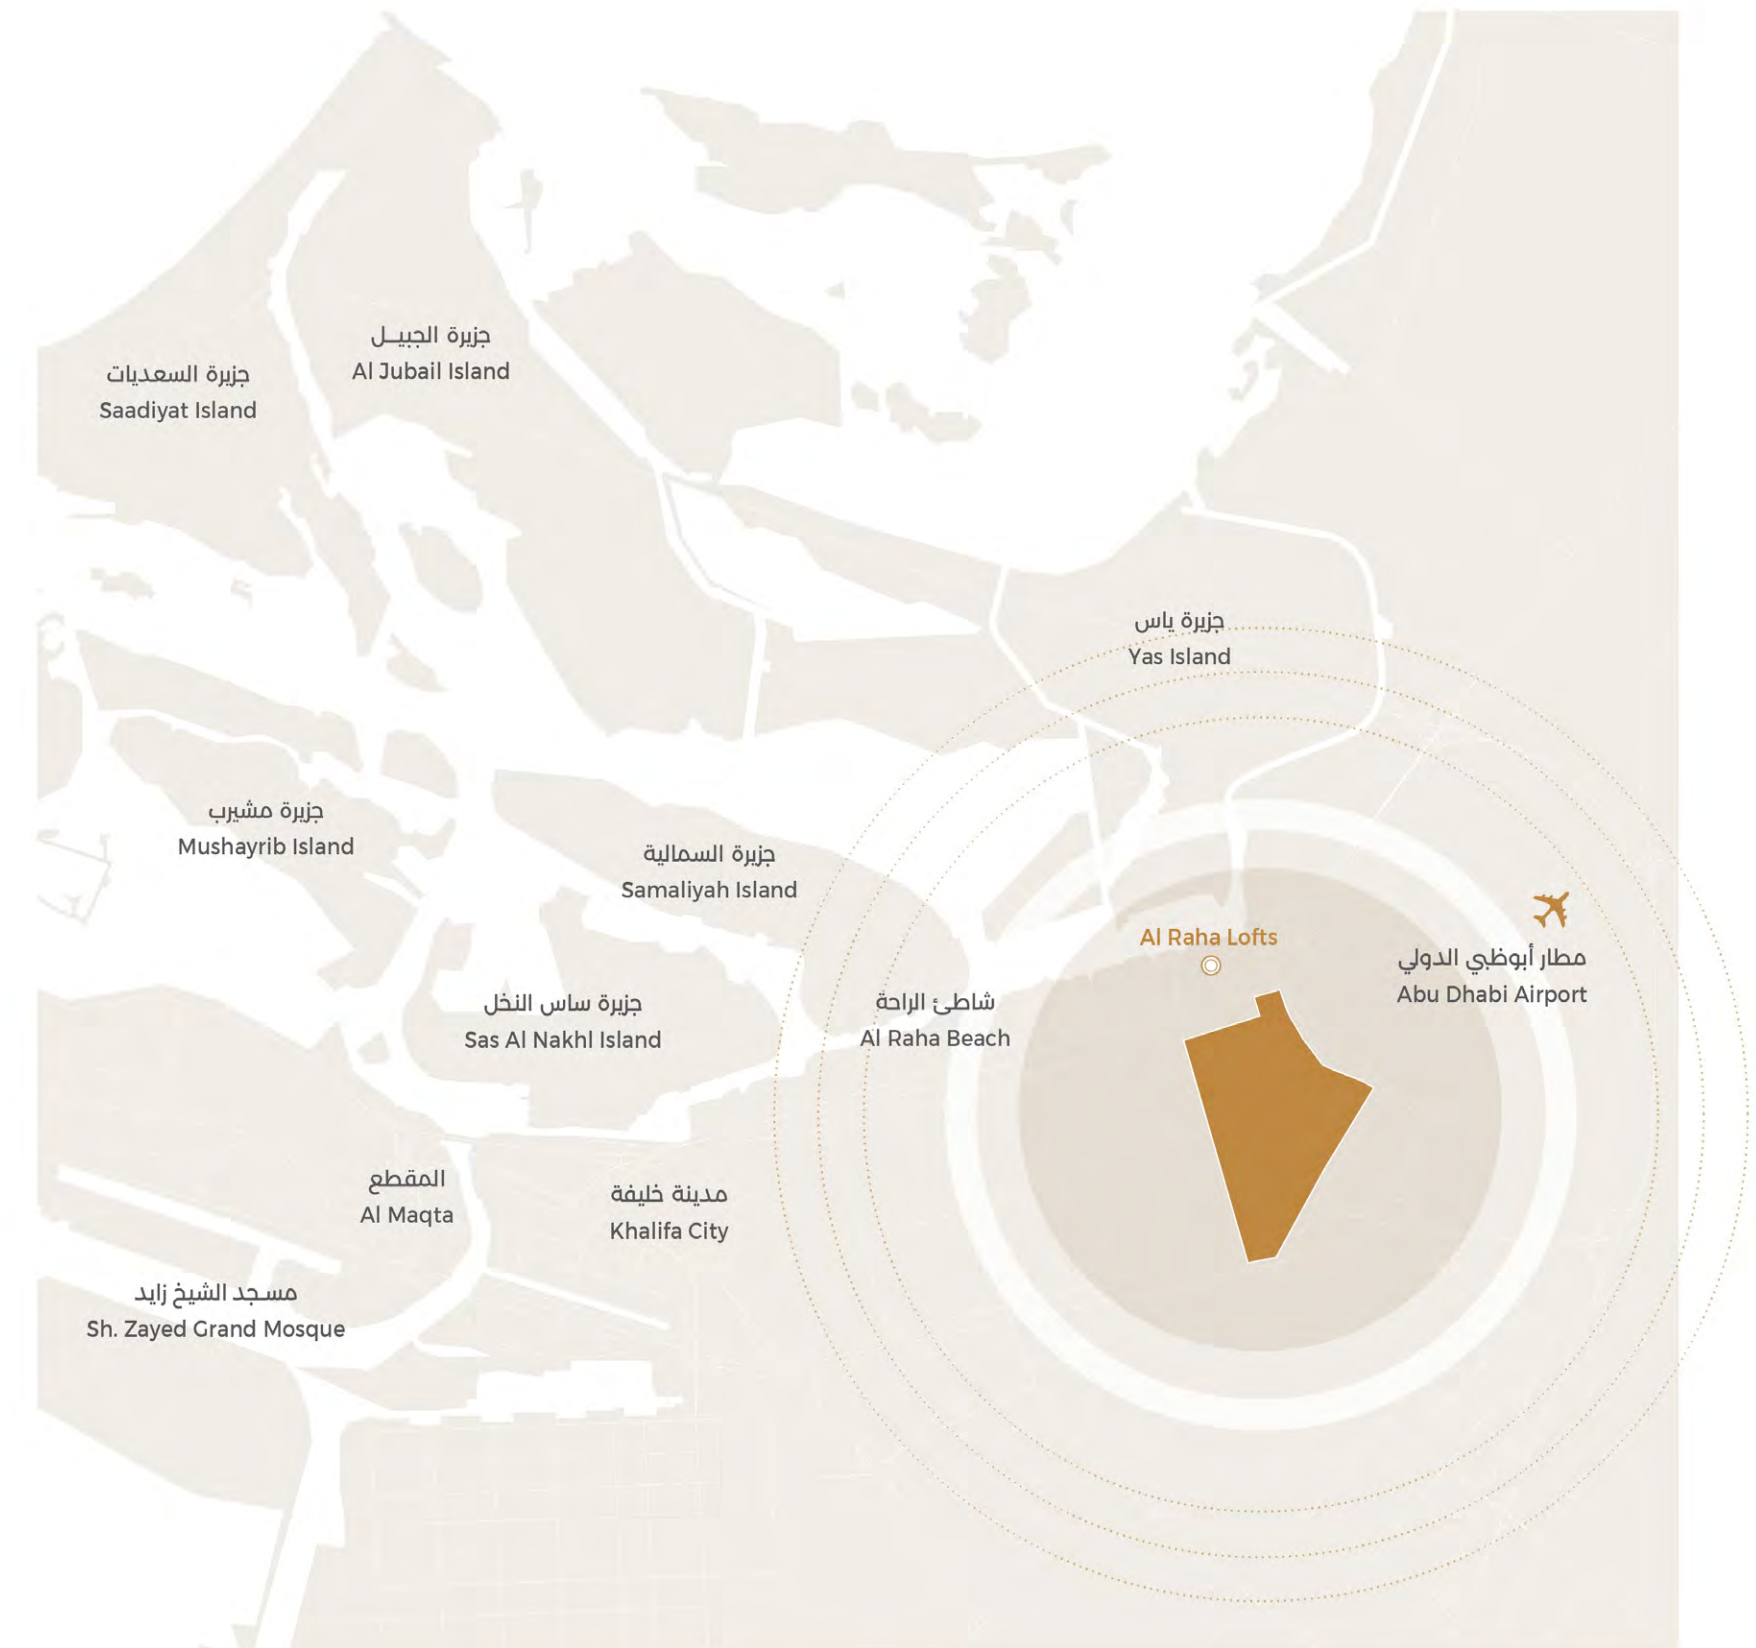 جزيرة الجبيـل
Al Jubail Island
جزيرة السعديات
Saadiyat Island
جزيرة ياس
Yas Island
جزيرة مشيرب
Mushayrib Island
جزيرة السمالية
Samaliyah Island
Al Raha Lofts
مطار أبوظبي الدولي
Abu Dhabi Airport
جزيرة ساس النخل
Sas Al Nakhl Island
شاطئ الراحة
Al Raha Beach
المقطع
Al Maqta
مدينة خليفة
Khalifa City
مسجد الشيخ زايد
Sh. Zayed Grand Mosque